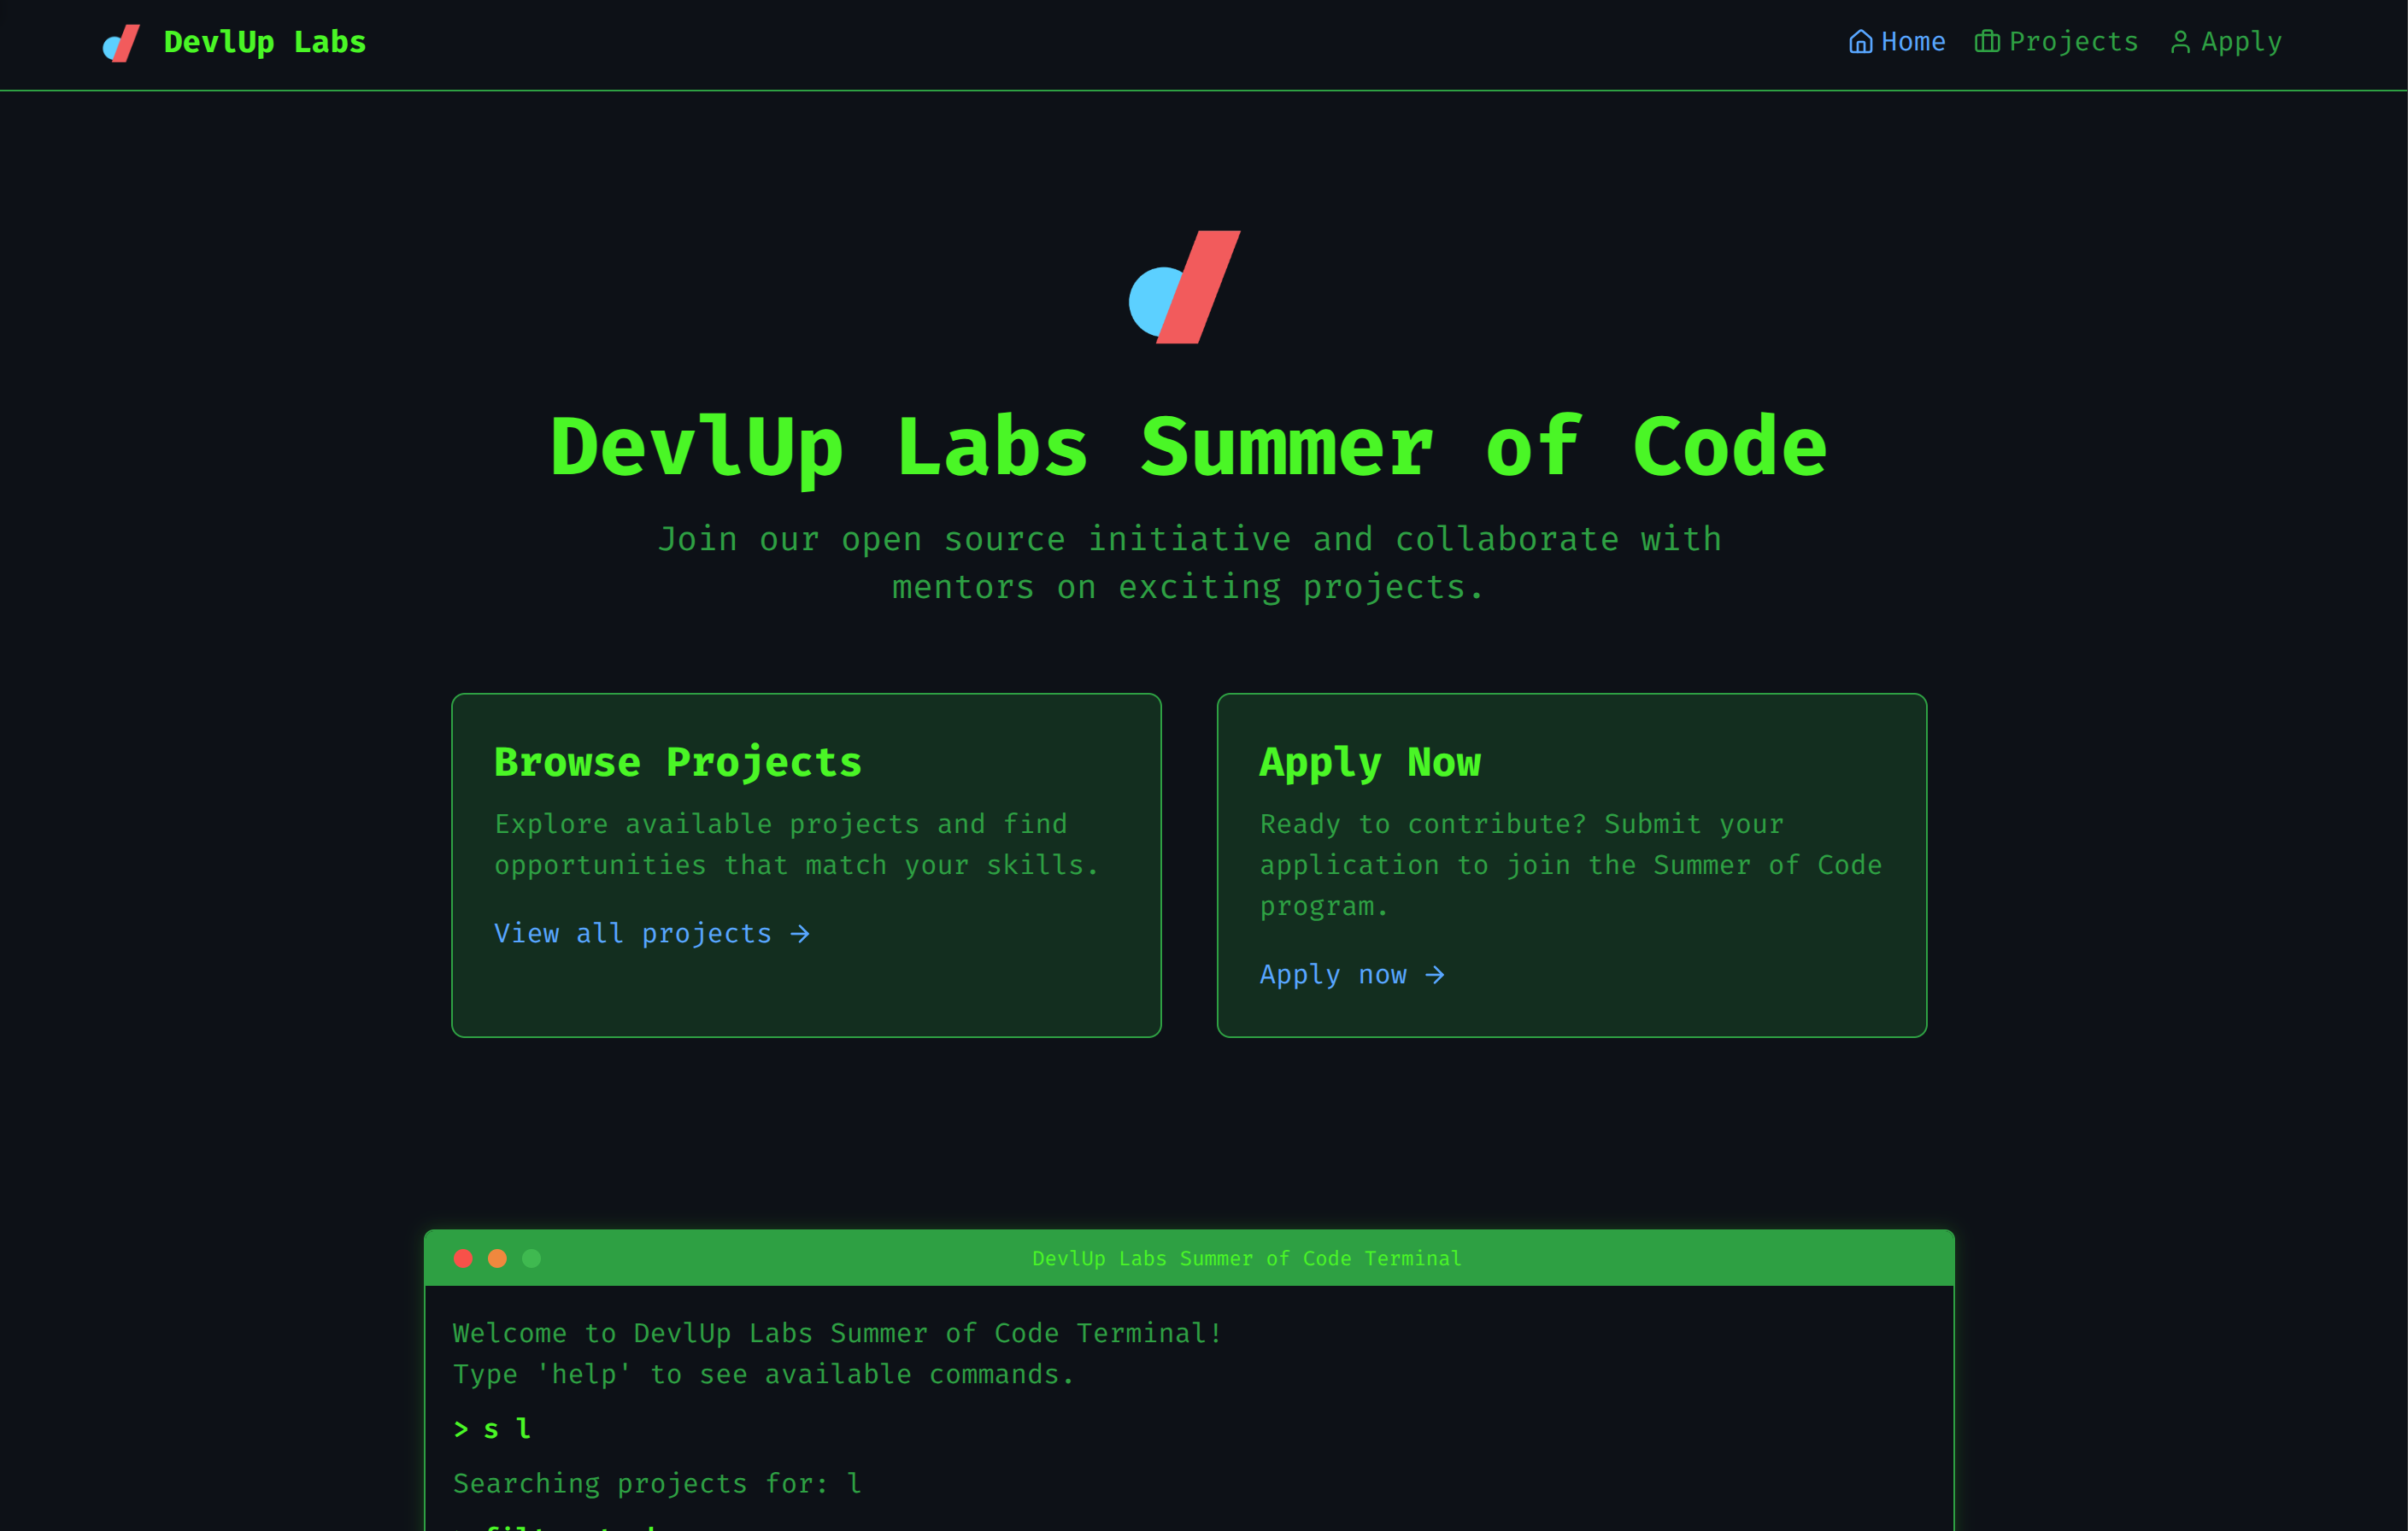 DevlUp Labs
Home
Projects
Apply
DevlUp Labs Summer of Code
Join our open source initiative and collaborate with
mentors on exciting projects.
Browse Projects
Explore available projects and find
opportunities that match your skills.
View all projects →
Apply Now
Ready to contribute? Submit your
application to join the Summer of Code
program.
Apply now →
DevlUp Labs Summer of Code Terminal
Welcome to DevlUp Labs Summer of Code Terminal!
Type 'help' to see available commands.
> s l
Searching projects for: l